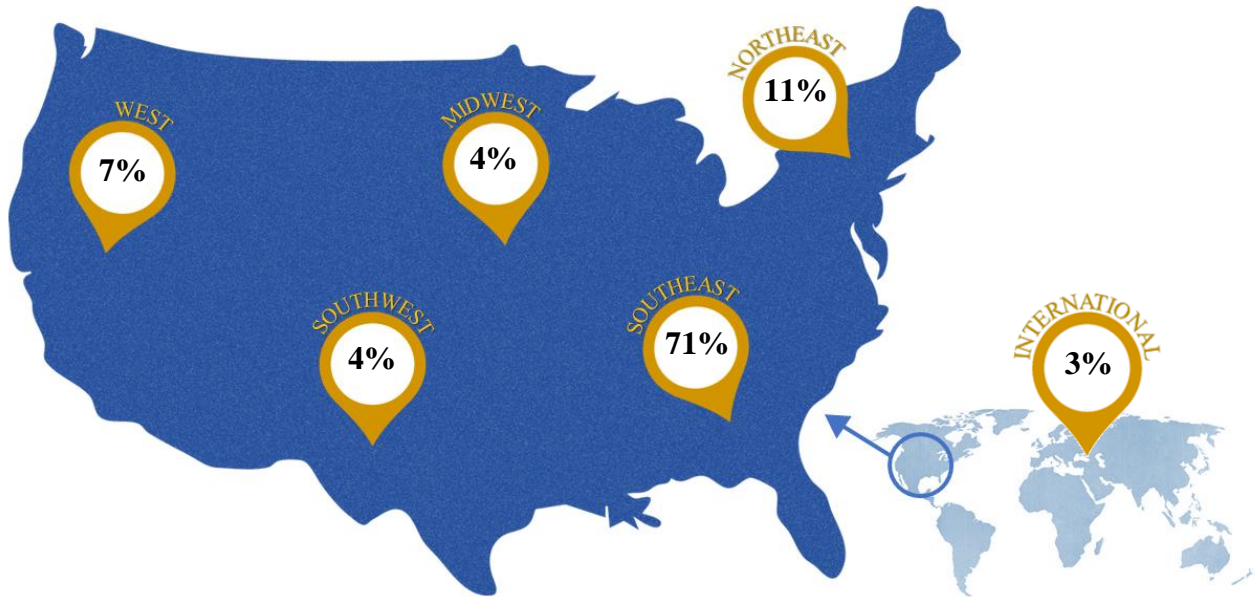 NORTHEAST
11%
WEST
7%
MIDWEST
4%
SOUTHWEST
4%
SOUTHEAST
71%
INTERNATIONAL
3%